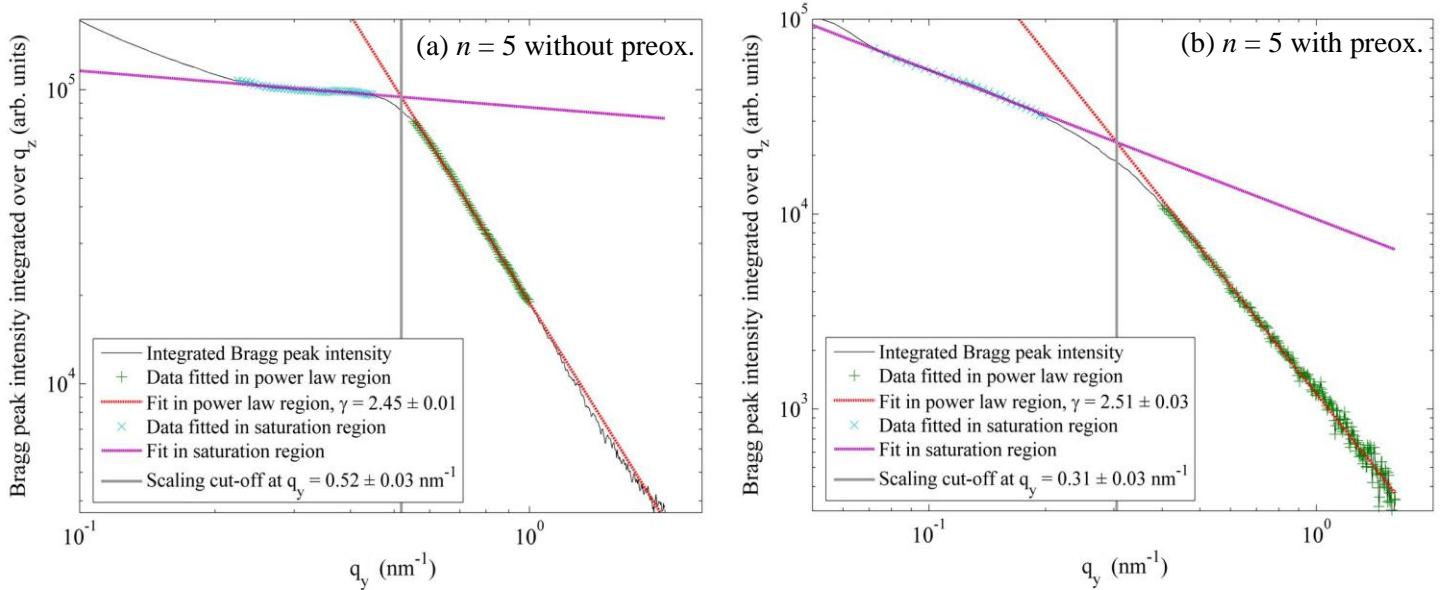 (a) n = 5 without preox.
Bragg peak intensity integrated over q_z (arb. units)
10^5
10^4
Integrated Bragg peak intensity
Data fitted in power law region
Fit in power law region, γ = 2.45 ± 0.01
Data fitted in saturation region
Fit in saturation region
Scaling cut-off at q_y = 0.52 ± 0.03 nm^-1
10^-1
10^0
q_y (nm^-1)
(b) n = 5 with preox.
Bragg peak intensity integrated over q_z (arb. units)
10^5
10^4
10^3
Integrated Bragg peak intensity
Data fitted in power law region
Fit in power law region, γ = 2.51 ± 0.03
Data fitted in saturation region
Fit in saturation region
Scaling cut-off at q_y = 0.31 ± 0.03 nm^-1
10^-1
10^0
q_y (nm^-1)